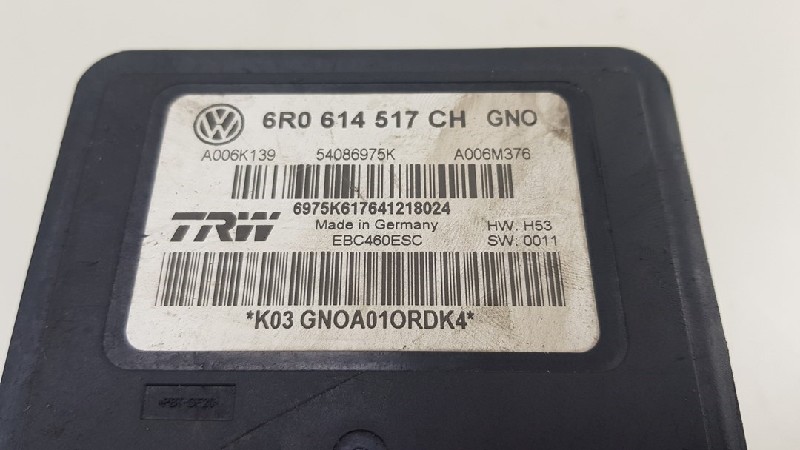 6R0 614 517 CH GNO
A006K139 54086975K A006M376
6975K617641218024
TRW Made in Germany HW. H53
EBC460ESC SW: 0011
*K03 GNOA01ORDK4*